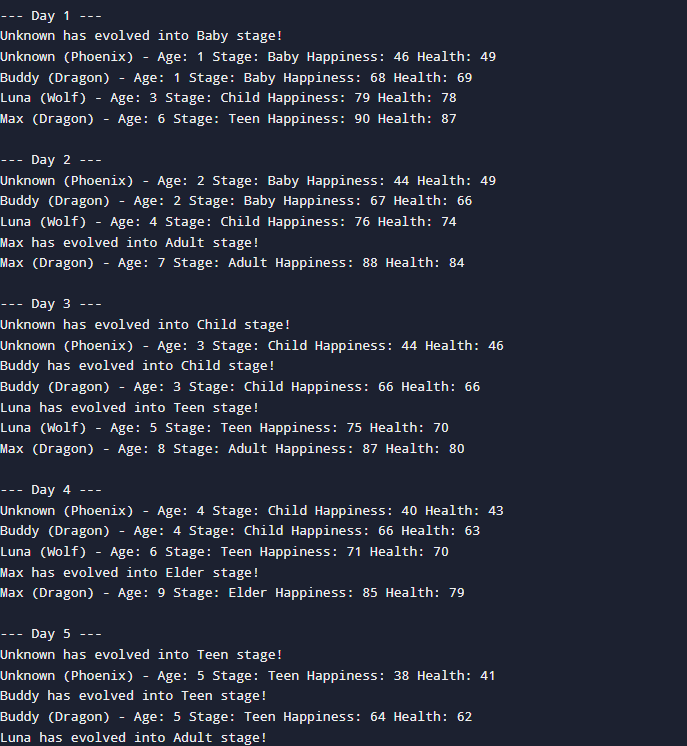 --- Day 1 ---
Unknown has evolved into Baby stage!
Unknown (Phoenix) - Age: 1 Stage: Baby Happiness: 46 Health: 49
Buddy (Dragon) - Age: 1 Stage: Baby Happiness: 68 Health: 69
Luna (Wolf) - Age: 3 Stage: Child Happiness: 79 Health: 78
Max (Dragon) - Age: 6 Stage: Teen Happiness: 90 Health: 87
--- Day 2 ---
Unknown (Phoenix) - Age: 2 Stage: Baby Happiness: 44 Health: 49
Buddy (Dragon) - Age: 2 Stage: Baby Happiness: 67 Health: 66
Luna (Wolf) - Age: 4 Stage: Child Happiness: 76 Health: 74
Max has evolved into Adult stage!
Max (Dragon) - Age: 7 Stage: Adult Happiness: 88 Health: 84
--- Day 3 ---
Unknown has evolved into Child stage!
Unknown (Phoenix) - Age: 3 Stage: Child Happiness: 44 Health: 46
Buddy has evolved into Child stage!
Buddy (Dragon) - Age: 3 Stage: Child Happiness: 66 Health: 66
Luna has evolved into Teen stage!
Luna (Wolf) - Age: 5 Stage: Teen Happiness: 75 Health: 70
Max (Dragon) - Age: 8 Stage: Adult Happiness: 87 Health: 80
--- Day 4 ---
Unknown (Phoenix) - Age: 4 Stage: Child Happiness: 40 Health: 43
Buddy (Dragon) - Age: 4 Stage: Child Happiness: 66 Health: 63
Luna (Wolf) - Age: 6 Stage: Teen Happiness: 71 Health: 70
Max has evolved into Elder stage!
Max (Dragon) - Age: 9 Stage: Elder Happiness: 85 Health: 79
--- Day 5 ---
Unknown has evolved into Teen stage!
Unknown (Phoenix) - Age: 5 Stage: Teen Happiness: 38 Health: 41
Buddy has evolved into Teen stage!
Buddy (Dragon) - Age: 5 Stage: Teen Happiness: 64 Health: 62
Luna has evolved into Adult stage!